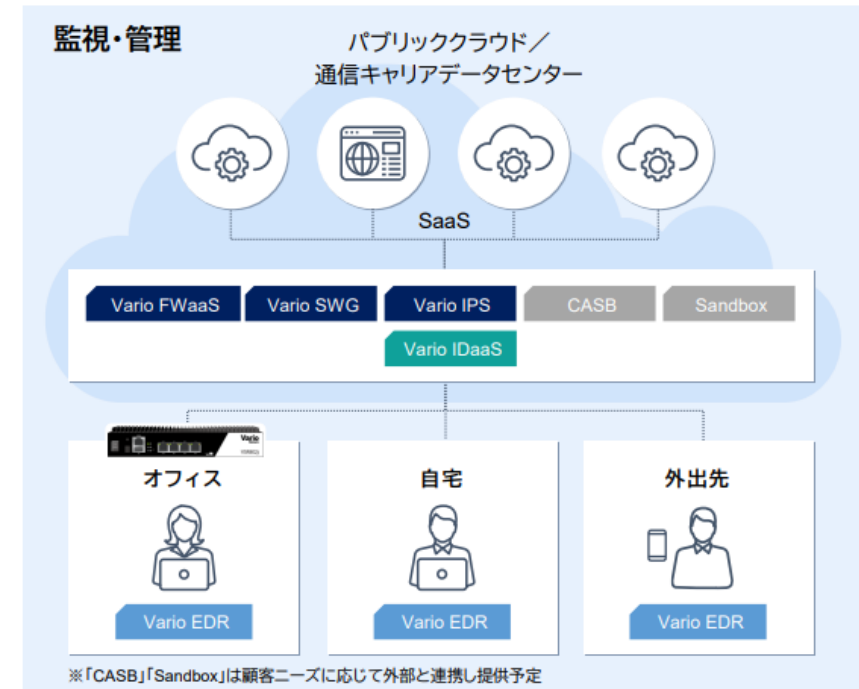 監視・管理
パブリッククラウド／
通信キャリアデータセンター
SaaS
Vario FWaaS
Vario SWG
Vario IPS
CASB
Sandbox
Vario IDaaS
Vario
オフィス
自宅
外出先
Vario EDR
Vario EDR
Vario EDR
※「CASB」「Sandbox」は顧客ニーズに応じて外部と連携し提供予定